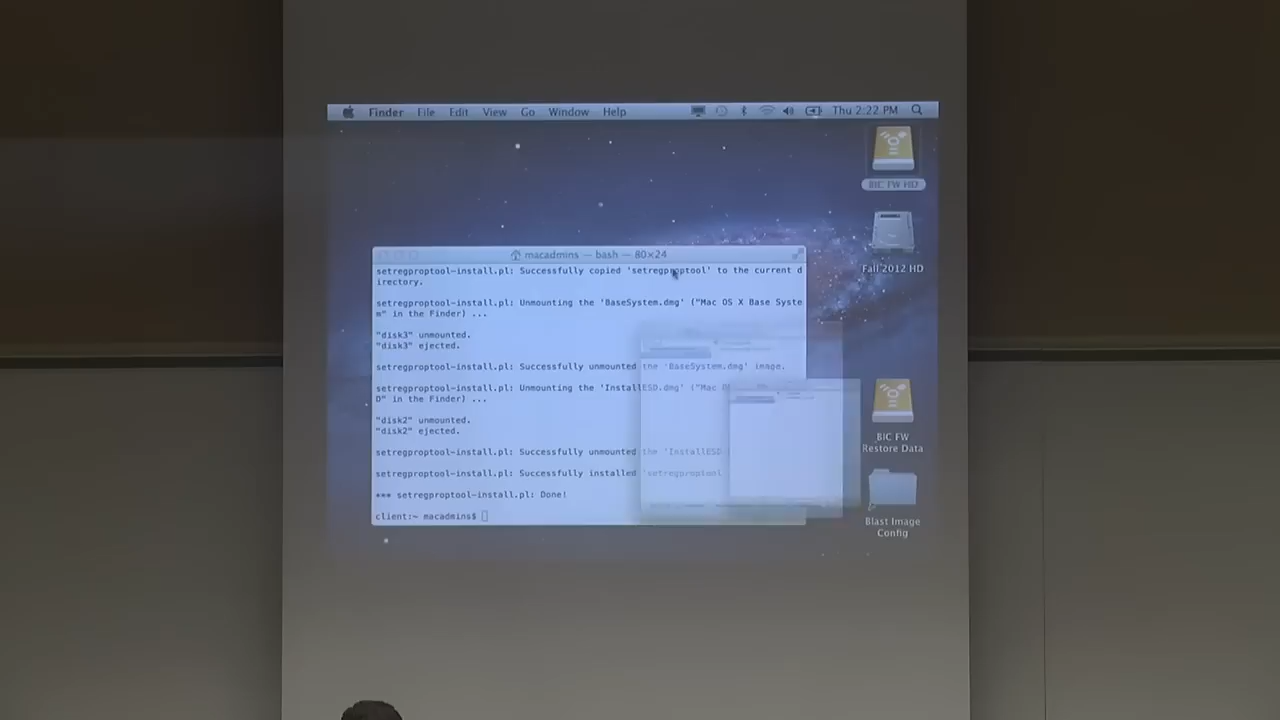 Finder File Edit View Go Window Help Thu 2:22 PM
BIC FW HD
Fall 2012 HD
macadmins — bash — 80×24
setregproptool-install.pl: Successfully copied 'setregproptool' to the current d
irectory.
setregproptool-install.pl: Unmounting the 'BaseSystem.dmg' ("Mac OS X Base Syste
m" in the Finder) ...
"disk3" unmounted.
"disk3" ejected.
setregproptool-install.pl: Successfully unmounted the 'BaseSystem.dmg' image.
setregproptool-install.pl: Unmounting the 'InstallESD.dmg' ("Mac
D" in the Finder) ...
"disk2" unmounted.
"disk2" ejected.
setregproptool-install.pl: Successfully unmounted the 'InstallESD
setregproptool-install.pl: Successfully installed 'setregproptool
*** setregproptool-install.pl: Done!
client:~ macadmins$
BIC FW
Restore Data
Blast Image
Config